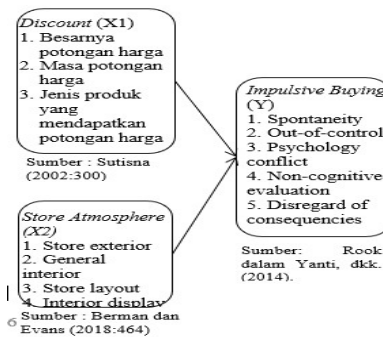 Discount (X1)
1. Besarnya
potongan harga
2. Masa potongan
harga
3. Jenis produk
yang
mendapatkan
potongan harga
Sumber : Sutisna
(2002:300)
Store Atmosphere
(X2)
1. Store exterior
2. General
interior
3. Store layout
4. Interior display
Sumber : Berman dan
Evans (2018:464)
6
Impulsive Buying
(Y)
1. Spontaneity
2. Out-of-control
3. Psychology
conflict
4. Non-cognitive
evaluation
5. Disregard of
consequences
Sumber: Rook
dalam Yanti, dkk.
(2014).